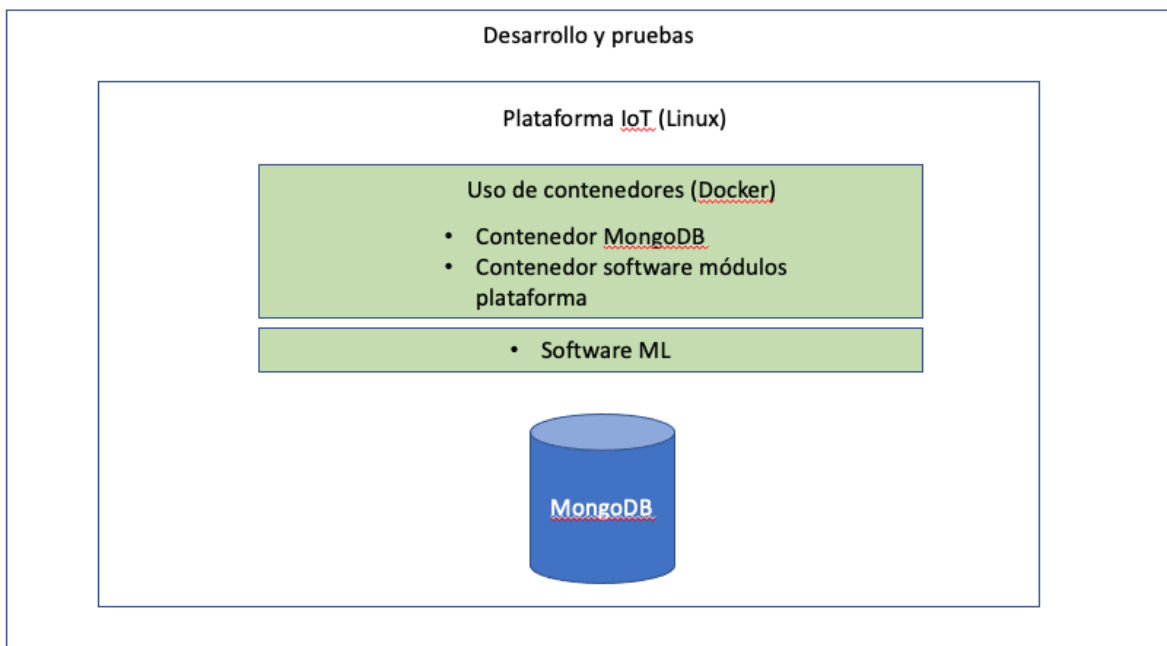 Desarrollo y pruebas
Plataforma IoT (Linux)
Uso de contenedores (Docker)
• Contenedor MongoDB
• Contenedor software módulos
plataforma
• Software ML
MongoDB